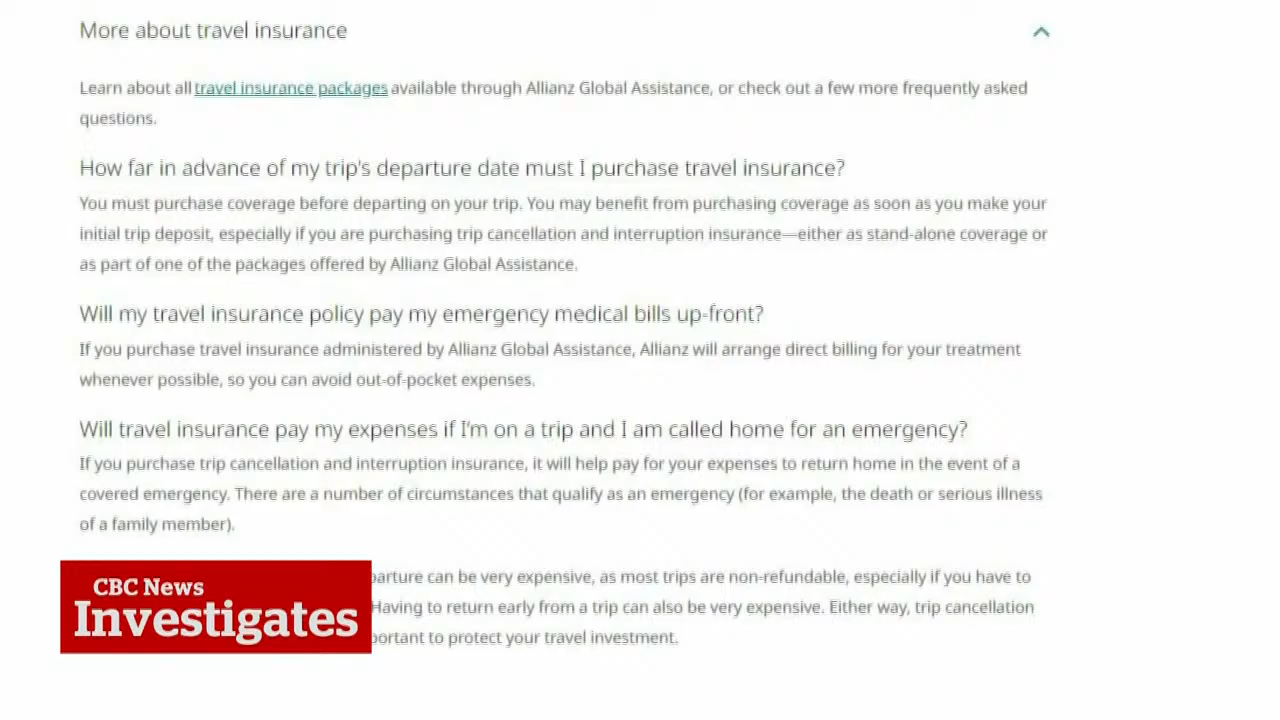 More about travel insurance
Learn about all travel insurance packages available through Allianz Global Assistance, or check out a few more frequently asked
questions.
How far in advance of my trip's departure date must I purchase travel insurance?
You must purchase coverage before departing on your trip. You may benefit from purchasing coverage as soon as you make your
initial trip deposit, especially if you are purchasing trip cancellation and interruption insurance—either as stand-alone coverage or
as part of one of the packages offered by Allianz Global Assistance.
Will my travel insurance policy pay my emergency medical bills up-front?
If you purchase travel insurance administered by Allianz Global Assistance, Allianz will arrange direct billing for your treatment
whenever possible, so you can avoid out-of-pocket expenses.
Will travel insurance pay my expenses if I'm on a trip and I am called home for an emergency?
If you purchase trip cancellation and interruption insurance, it will help pay for your expenses to return home in the event of a
covered emergency. There are a number of circumstances that qualify as an emergency (for example, the death or serious illness
of a family member).
can be very expensive, as most trips are non-refundable, especially if you have to
Having to return early from a trip can also be very expensive. Either way, trip cancellation
to protect your travel investment.
CBC News
Investigates